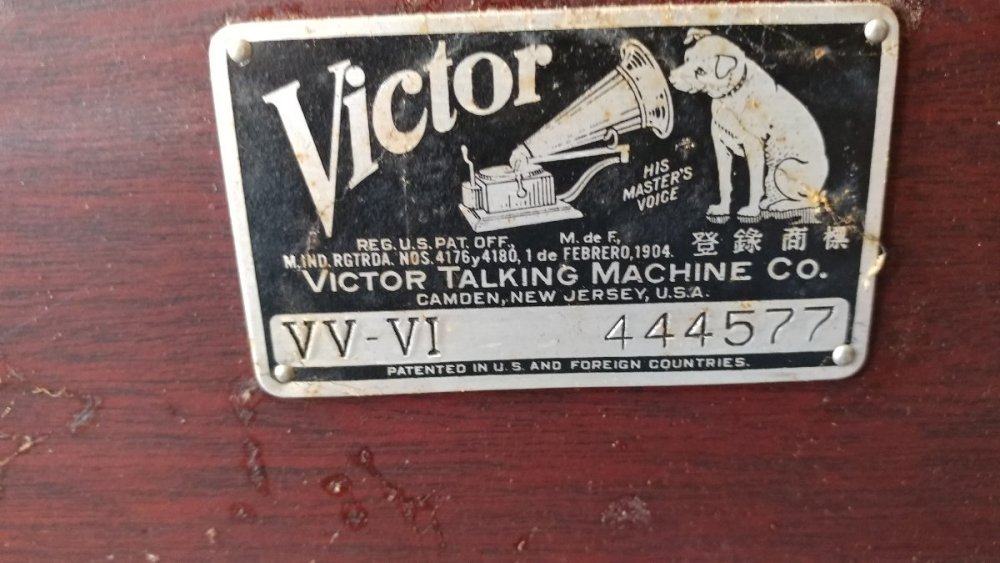 Victor
HIS
MASTER'S
VOICE
REG. U.S. PAT. OFF., M. de F.,
M. IND. RGTRDA. NOS. 4176 y 4180, 1 de FEBRERO, 1904.
登錄商標
VICTOR TALKING MACHINE CO.
CAMDEN, NEW JERSEY, U.S.A.
VV-VI 444577
PATENTED IN U.S. AND FOREIGN COUNTRIES.